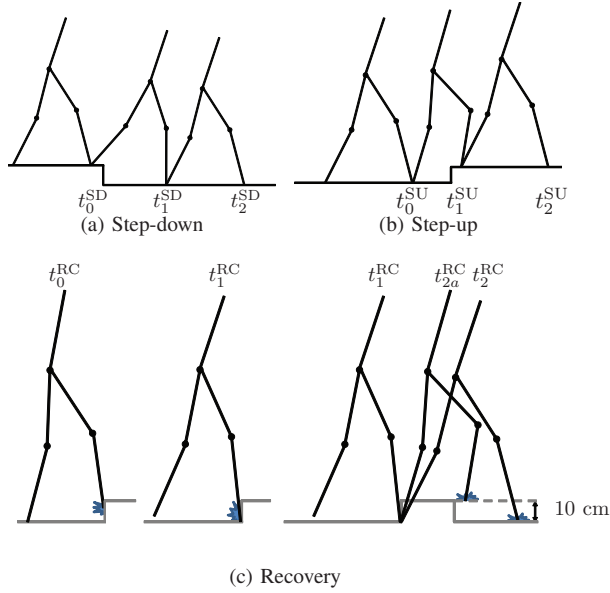 t_0^SD t_1^SD t_2^SD
(a) Step-down
t_0^SU t_1^SU t_2^SU
(b) Step-up
t_0^RC t_1^RC t_1^RC t_{2a}^RC t_2^RC
10 cm
(c) Recovery